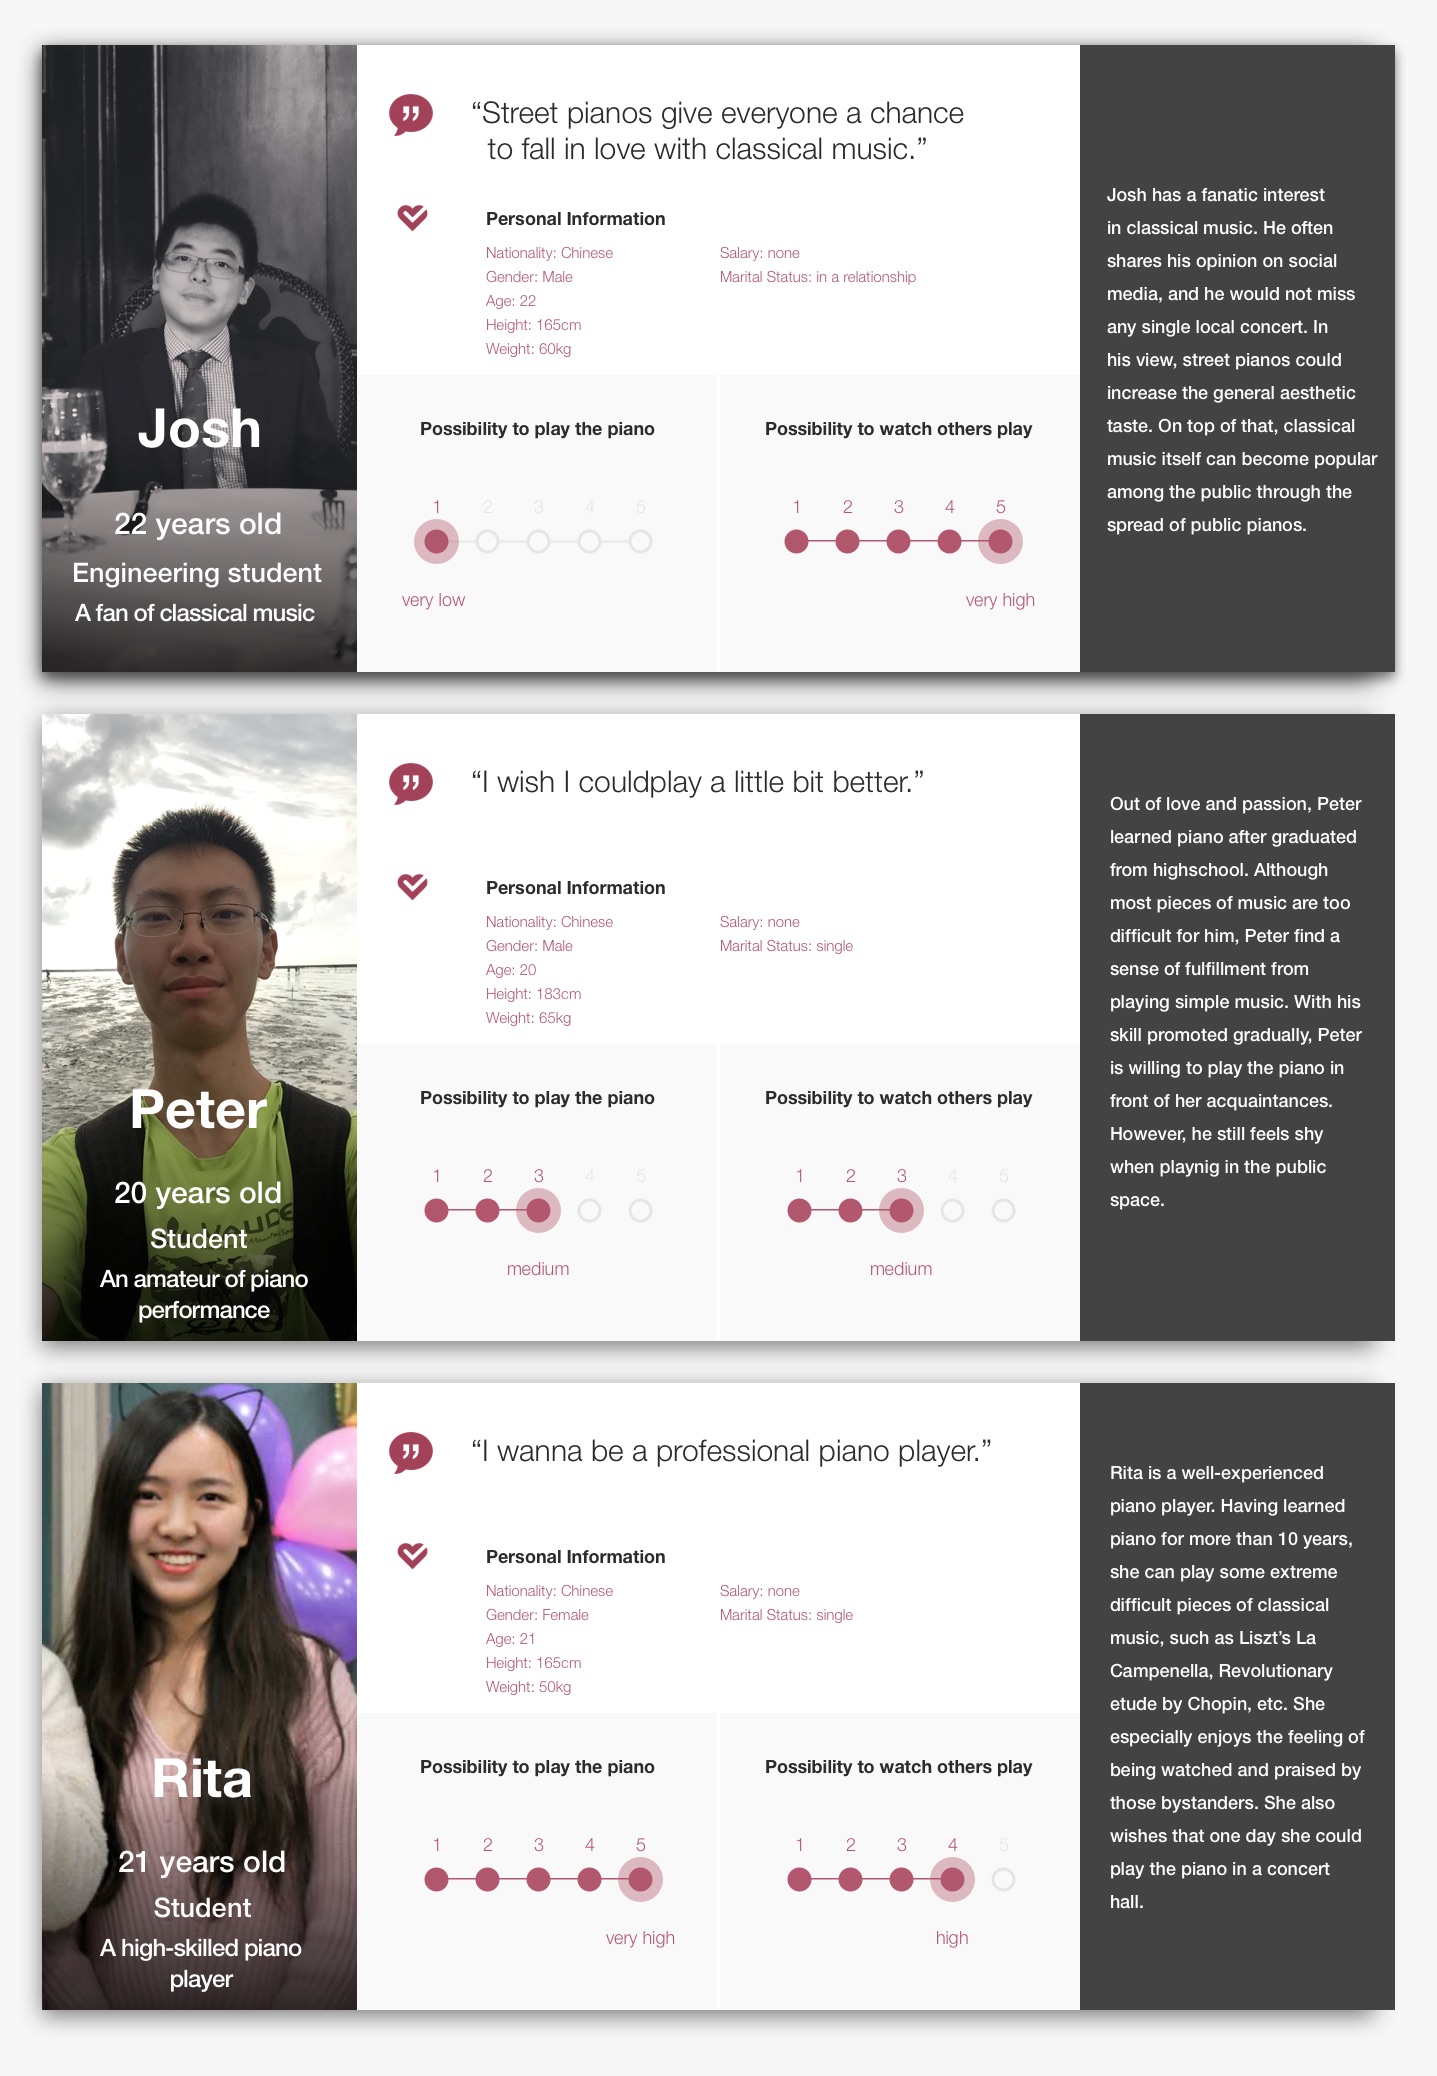 Josh
22 years old
Engineering student
A fan of classical music
“Street pianos give everyone a chance
to fall in love with classical music.”
Personal Information
Nationality: Chinese
Gender: Male
Age: 22
Height: 165cm
Weight: 60kg
Salary: none
Marital Status: in a relationship
Possibility to play the piano
1 2 3 4 5
very low
Possibility to watch others play
1 2 3 4 5
very high
Josh has a fanatic interest
in classical music. He often
shares his opinion on social
media, and he would not miss
any single local concert. In
his view, street pianos could
increase the general aesthetic
taste. On top of that, classical
music itself can become popular
among the public through the
spread of public pianos.
Peter
20 years old
Student
An amateur of piano
performance
“I wish I couldplay a little bit better.”
Personal Information
Nationality: Chinese
Gender: Male
Age: 20
Height: 183cm
Weight: 65kg
Salary: none
Marital Status: single
Possibility to play the piano
1 2 3 4 5
medium
Possibility to watch others play
1 2 3 4 5
medium
Out of love and passion, Peter
learned piano after graduated
from highschool. Although
most pieces of music are too
difficult for him, Peter find a
sense of fulfillment from
playing simple music. With his
skill promoted gradually, Peter
is willing to play the piano in
front of her acquaintances.
However, he still feels shy
when playnig in the public
space.
Rita
21 years old
Student
A high-skilled piano
player
“I wanna be a professional piano player.”
Personal Information
Nationality: Chinese
Gender: Female
Age: 21
Height: 165cm
Weight: 50kg
Salary: none
Marital Status: single
Possibility to play the piano
1 2 3 4 5
very high
Possibility to watch others play
1 2 3 4 5
high
Rita is a well-experienced
piano player. Having learned
piano for more than 10 years,
she can play some extreme
difficult pieces of classical
music, such as Liszt’s La
Campenella, Revolutionary
etude by Chopin, etc. She
especially enjoys the feeling of
being watched and praised by
those bystanders. She also
wishes that one day she could
play the piano in a concert
hall.